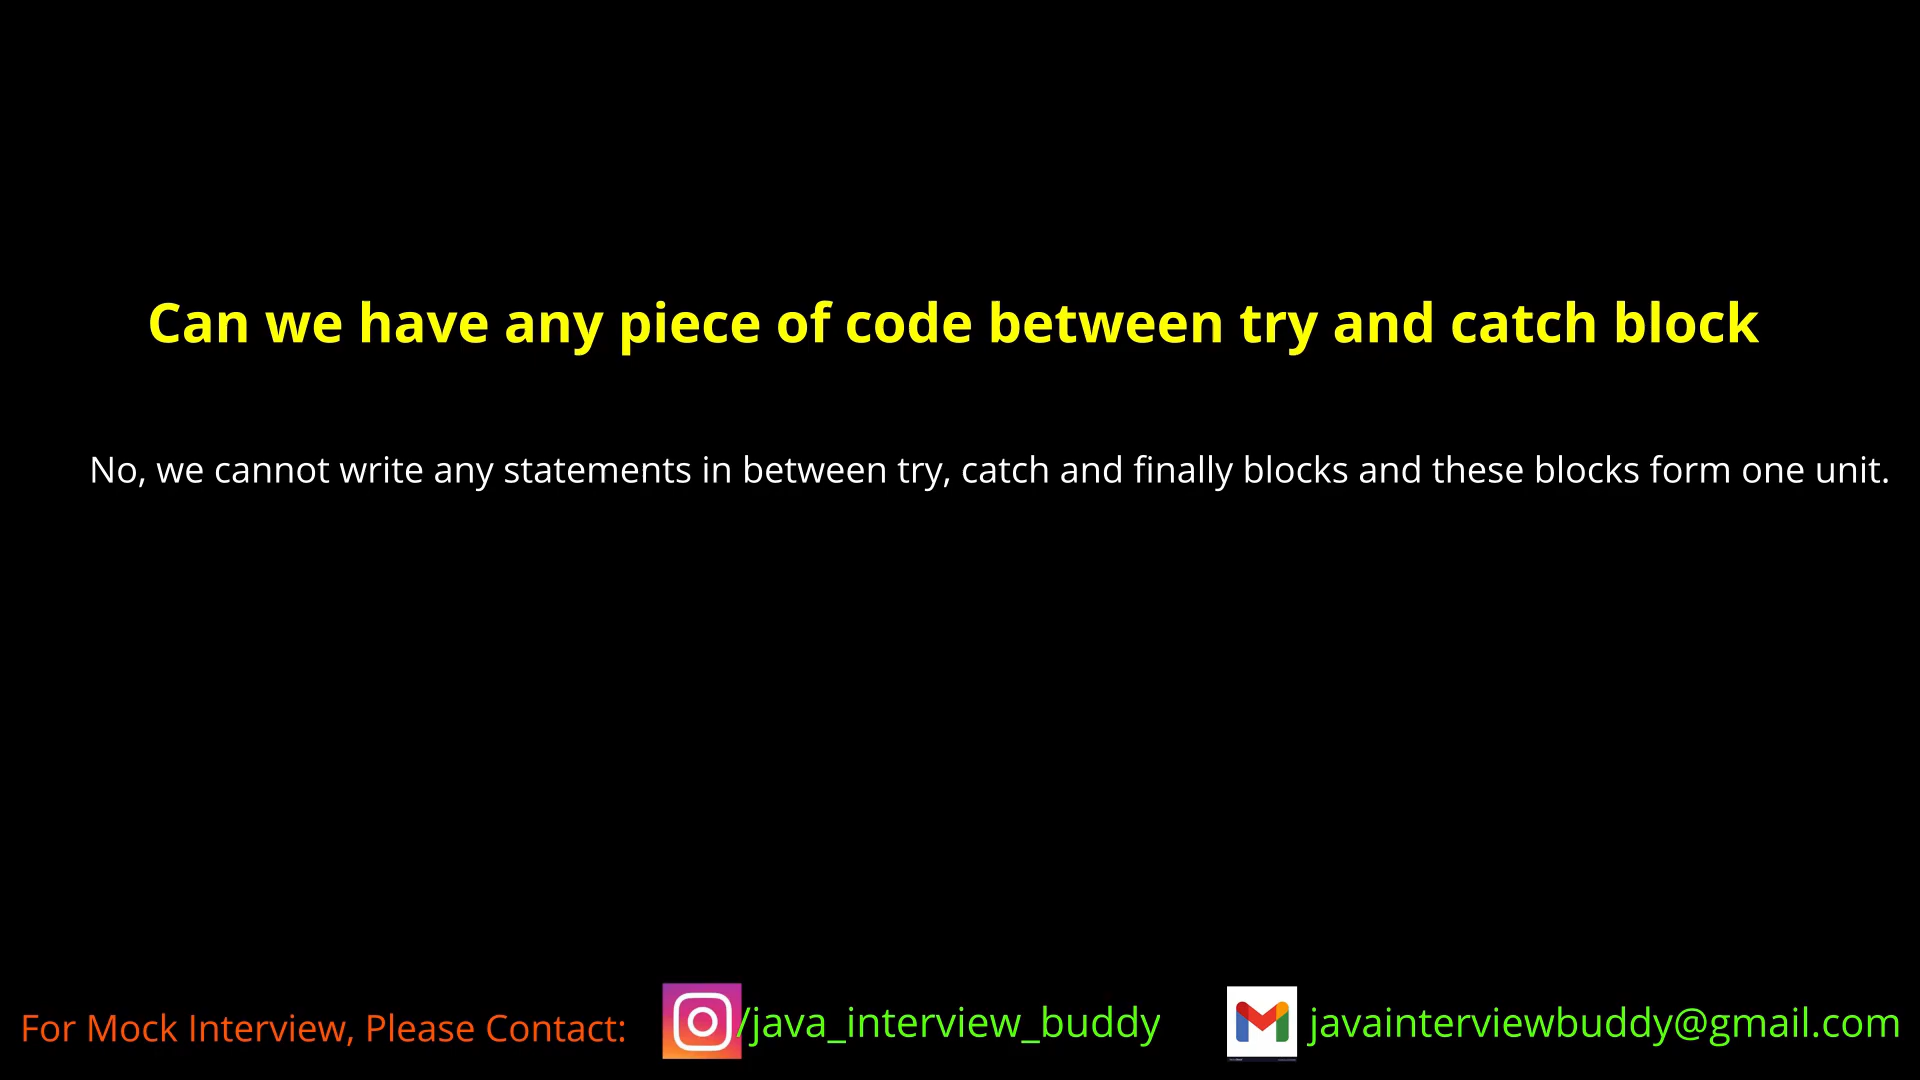 Can we have any piece of code between try and catch block
No, we cannot write any statements in between try, catch and finally blocks and these blocks form one unit.
For Mock Interview, Please Contact: /java_interview_buddy javainterviewbuddy@gmail.com